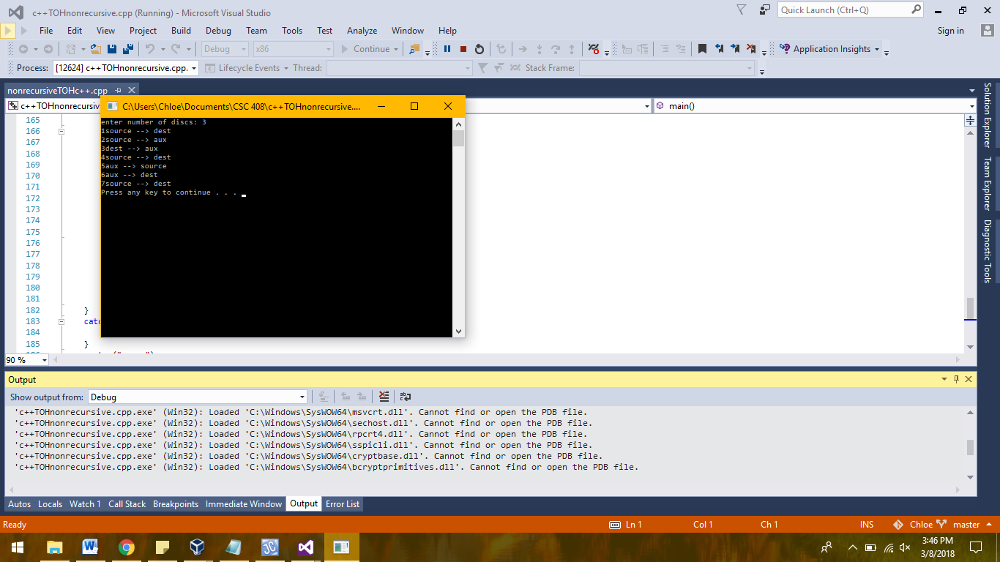 c++TOHnonrecursive.cpp (Running) - Microsoft Visual Studio
Quick Launch (Ctrl+Q)
File Edit View Project Build Debug Team Tools Test Analyze Window Help
Sign in
Debug x86 Continue Application Insights
Process: [12624] c++TOHnonrecursive.cpp. Lifecycle Events Thread: Stack Frame:
nonrecursiveTOHc++.cpp
c++TOHnonrecursive
main()
C:\Users\Chloe\Documents\CSC 408\c++TOHnonrecursive....
enter number of discs: 3
1source --> dest
2source --> aux
3dest --> aux
4source --> dest
5aux --> source
6aux --> dest
7source --> dest
Press any key to continue . . .
165
166
167
168
169
170
171
172
173
174
175
176
177
178
179
180
181
182 }
183 catc
184
185 }
90 %
Solution Explorer
Team Explorer
Diagnostic Tools
Output
Show output from: Debug
'c++TOHnonrecursive.cpp.exe' (Win32): Loaded 'C:\Windows\SysWOW64\msvcrt.dll'. Cannot find or open the PDB file.
'c++TOHnonrecursive.cpp.exe' (Win32): Loaded 'C:\Windows\SysWOW64\sechost.dll'. Cannot find or open the PDB file.
'c++TOHnonrecursive.cpp.exe' (Win32): Loaded 'C:\Windows\SysWOW64\rpcrt4.dll'. Cannot find or open the PDB file.
'c++TOHnonrecursive.cpp.exe' (Win32): Loaded 'C:\Windows\SysWOW64\sspicli.dll'. Cannot find or open the PDB file.
'c++TOHnonrecursive.cpp.exe' (Win32): Loaded 'C:\Windows\SysWOW64\cryptbase.dll'. Cannot find or open the PDB file.
'c++TOHnonrecursive.cpp.exe' (Win32): Loaded 'C:\Windows\SysWOW64\bcryptprimitives.dll'. Cannot find or open the PDB file.
Autos Locals Watch 1 Call Stack Breakpoints Immediate Window Output Error List
Ready Ln 1 Col 1 Ch 1 INS Chloe master
3:46 PM
3/8/2018